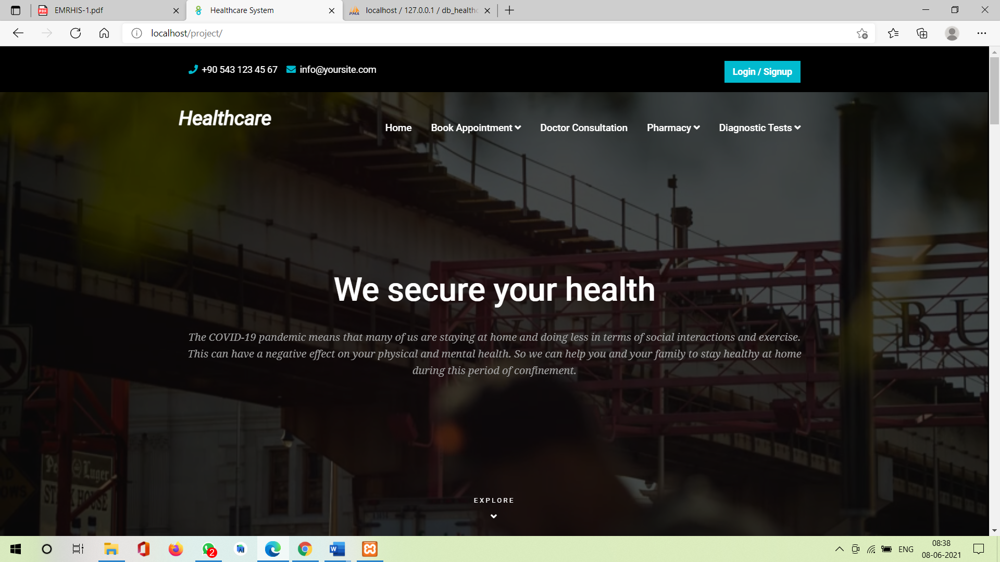 EMRHIS-1.pdf
Healthcare System
localhost / 127.0.0.1 / db_healthc
localhost/project/
+90 543 123 45 67
info@yoursite.com
Login / Signup
Healthcare
Home
Book Appointment
Doctor Consultation
Pharmacy
Diagnostic Tests
We secure your health
The COVID-19 pandemic means that many of us are staying at home and doing less in terms of social interactions and exercise.
This can have a negative effect on your physical and mental health. So we can help you and your family to stay healthy at home
during this period of confinement.
Luger
HOUSE
EXPLORE
2
ENG
08:38
08-06-2021